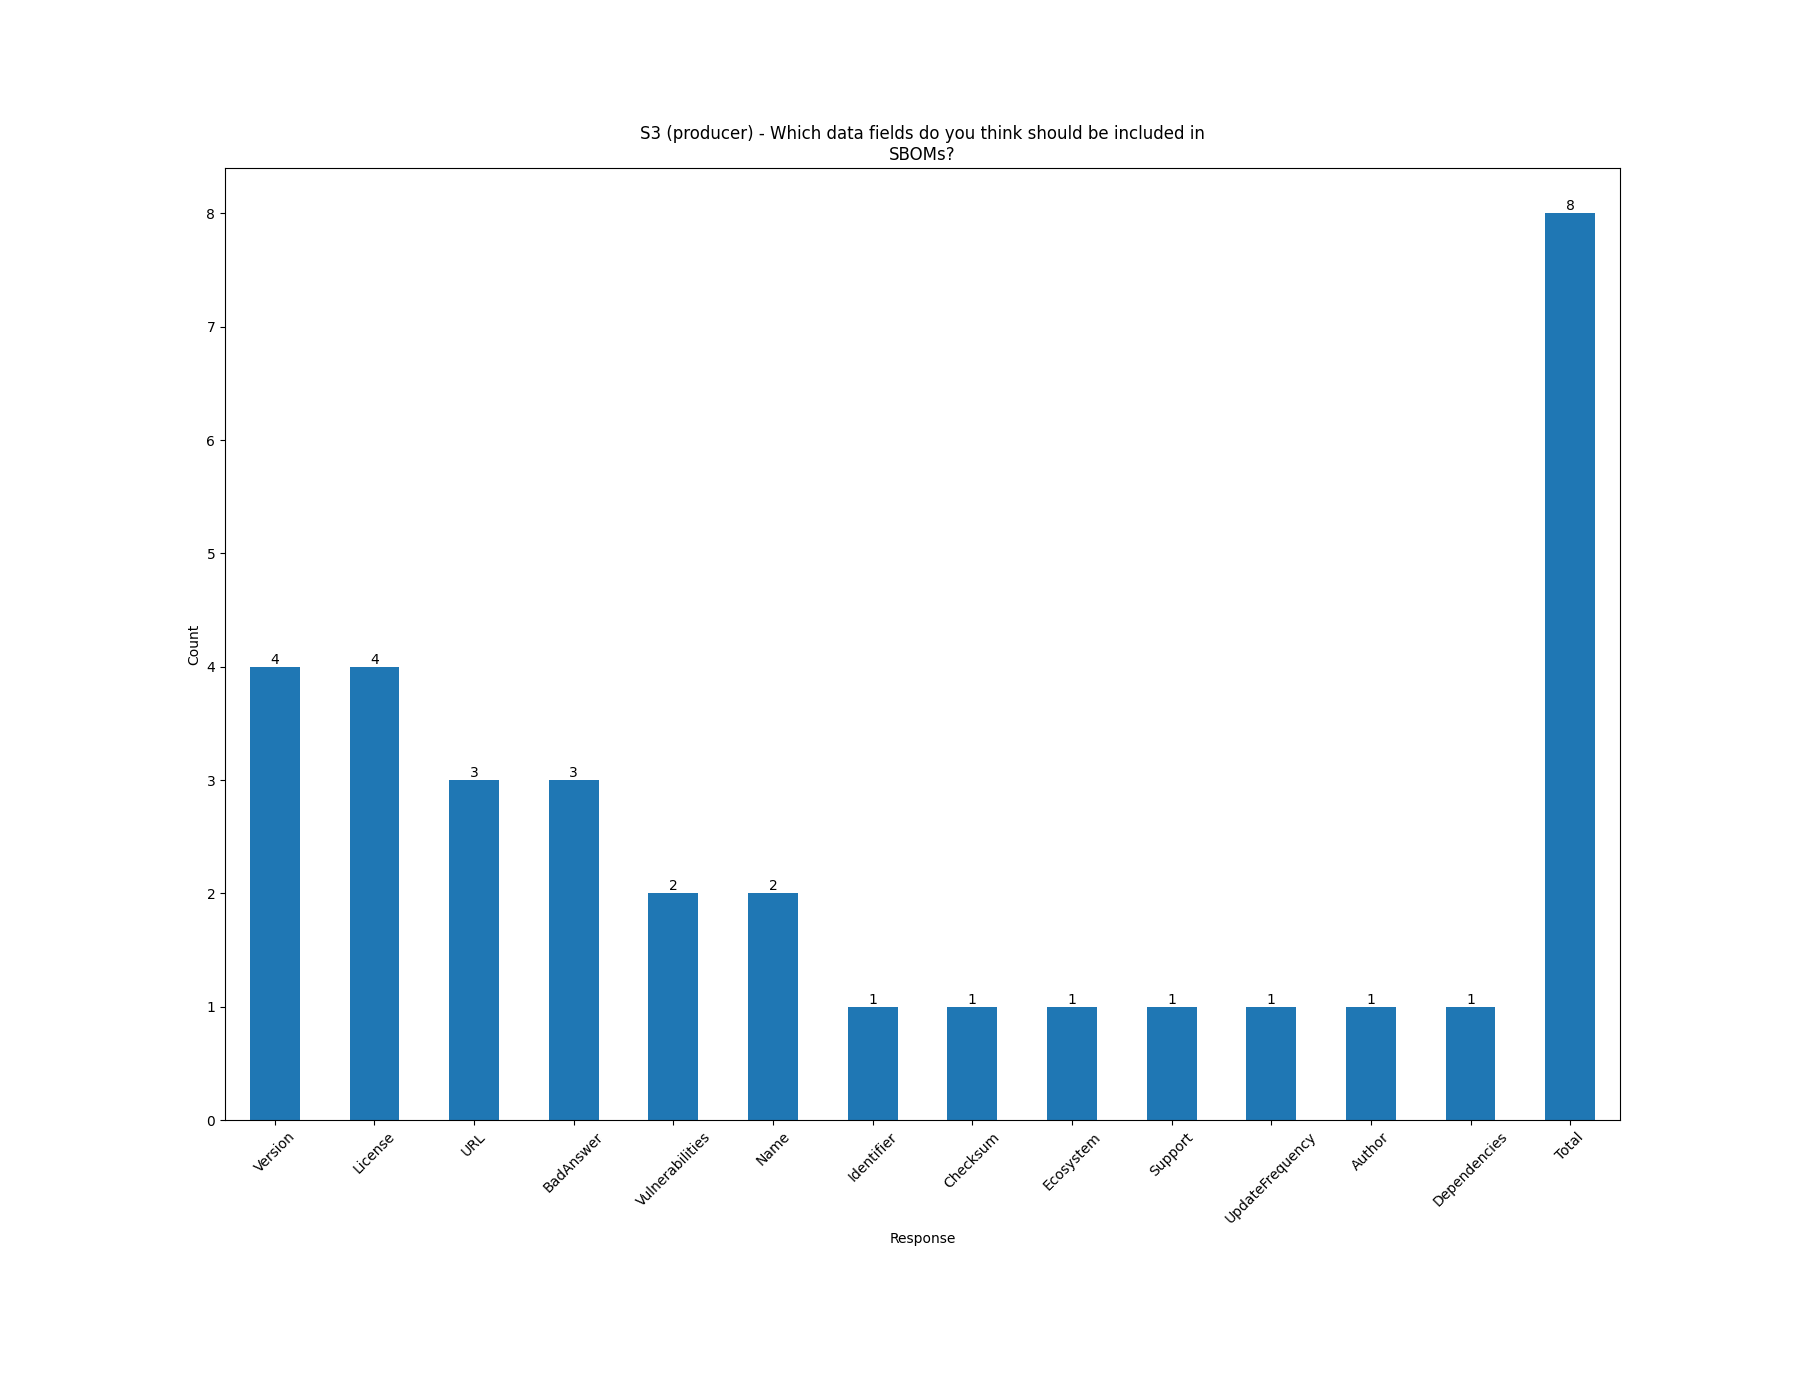 S3 (producer) - Which data fields do you think should be included in
SBOMs?
8
7
6
5
4
3
2
1
0
Count
4
4
3
3
2
2
1
1
1
1
1
1
1
8
Version
License
URL
BadAnswer
Vulnerabilities
Name
Identifier
Checksum
Ecosystem
Support
UpdateFrequency
Author
Dependencies
Total
Response